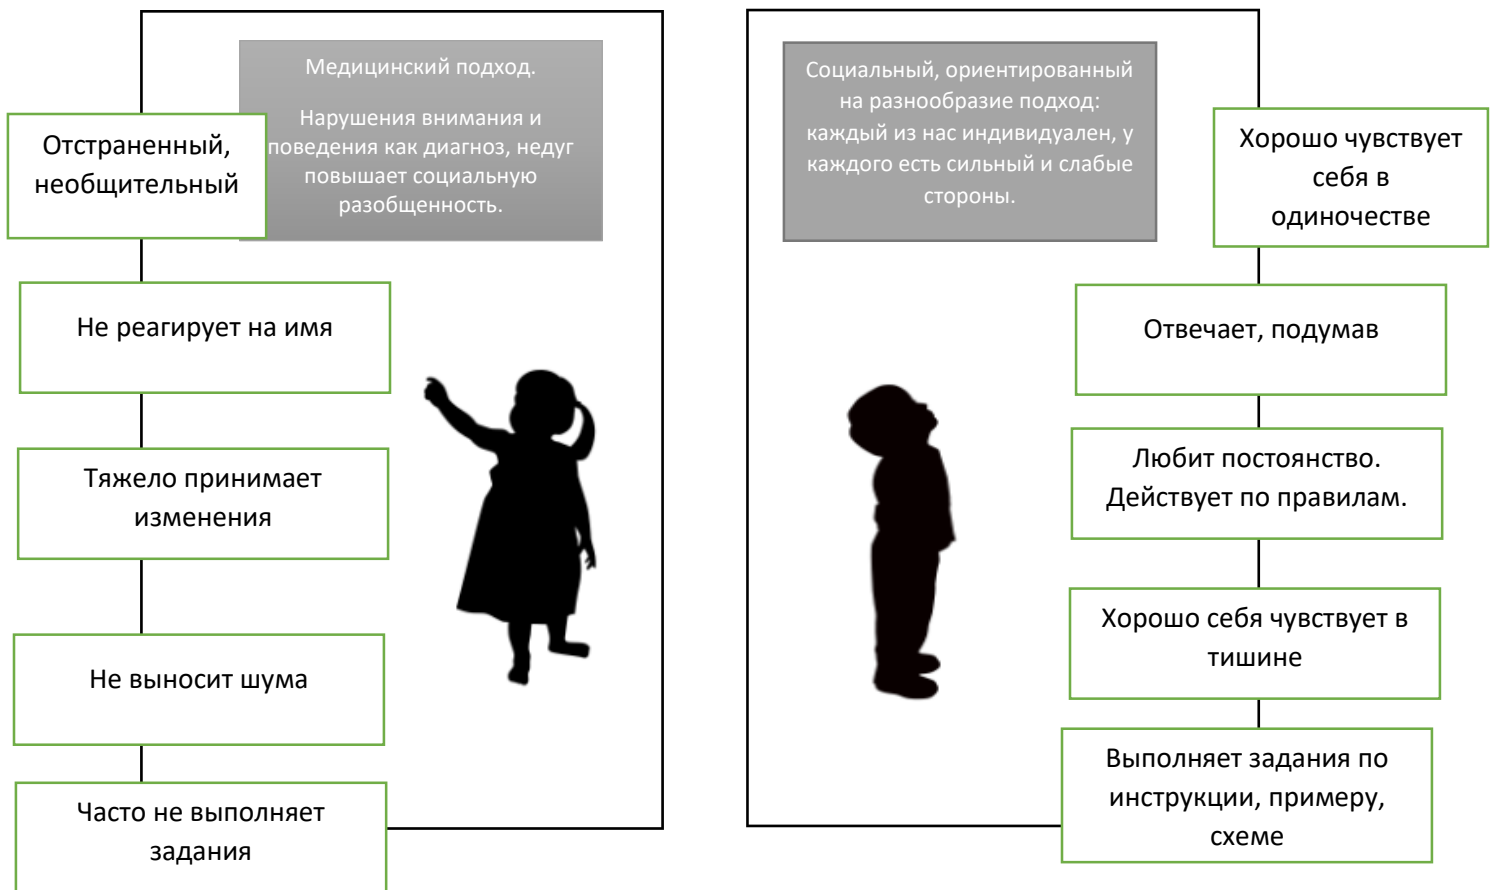 Медицинский подход.
Нарушения внимания и
поведения как диагноз, недуг
повышает социальную
разобщенность.
Отстраненный,
необщительный
Не реагирует на имя
Тяжело принимает
изменения
Не выносит шума
Часто не выполняет
задания
Социальный, ориентированный
на разнообразие подход:
каждый из нас индивидуален, у
каждого есть сильный и слабые
стороны.
Хорошо чувствует
себя в
одиночестве
Отвечает, подумав
Любит постоянство.
Действует по правилам.
Хорошо себя чувствует в
тишине
Выполняет задания по
инструкции, примеру,
схеме